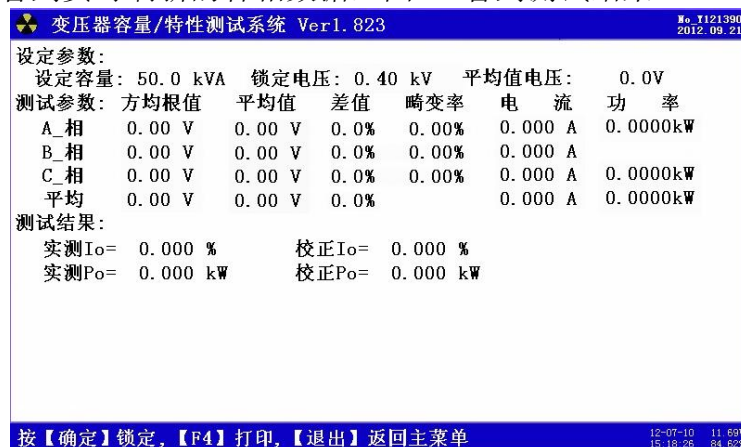 变压器容量/特性测试系统 Ver1.823
No_T121390
2012.09.21
设定参数:
设定容量: 50.0 kVA 锁定电压: 0.40 kV 平均值电压: 0.0V
测试参数: 方均根值 平均值 差值 畸变率 电 流 功 率
A_相 0.00 V 0.00 V 0.0% 0.00% 0.000 A 0.0000kW
B_相 0.00 V 0.00 V 0.0% 0.00% 0.000 A
C_相 0.00 V 0.00 V 0.0% 0.00% 0.000 A 0.0000kW
平均 0.00 V 0.00 V 0.0% 0.000 A 0.0000kW
测试结果:
实测Io= 0.000 % 校正Io= 0.000 %
实测Po= 0.000 kW 校正Po= 0.000 kW
按【确定】锁定,【F4】打印,【退出】返回主菜单
12-07-10 11.69V
15:18:26 84.62%